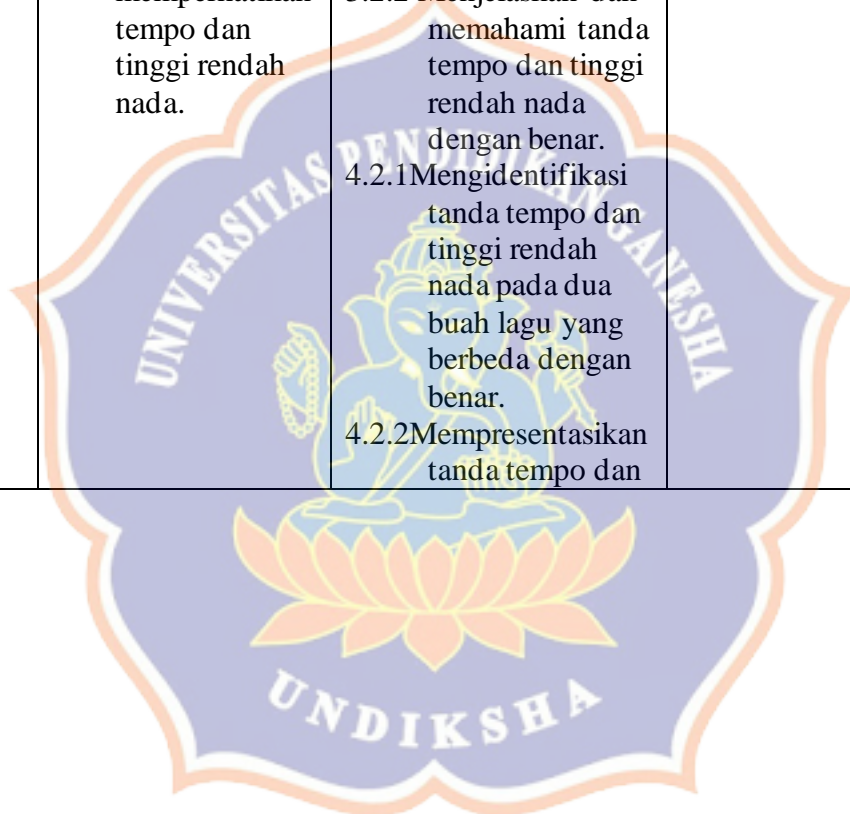 tempo dan
tinggi rendah
nada.
memahami tanda
tempo dan tinggi
rendah nada
dengan benar.
4.2.1Mengidentifikasi
tanda tempo dan
tinggi rendah
nada pada dua
buah lagu yang
berbeda dengan
benar.
4.2.2Mempresentasikan
tanda tempo dan
UNIVERSITAS PENDIDIKAN GANESHA
UNDIKSHA